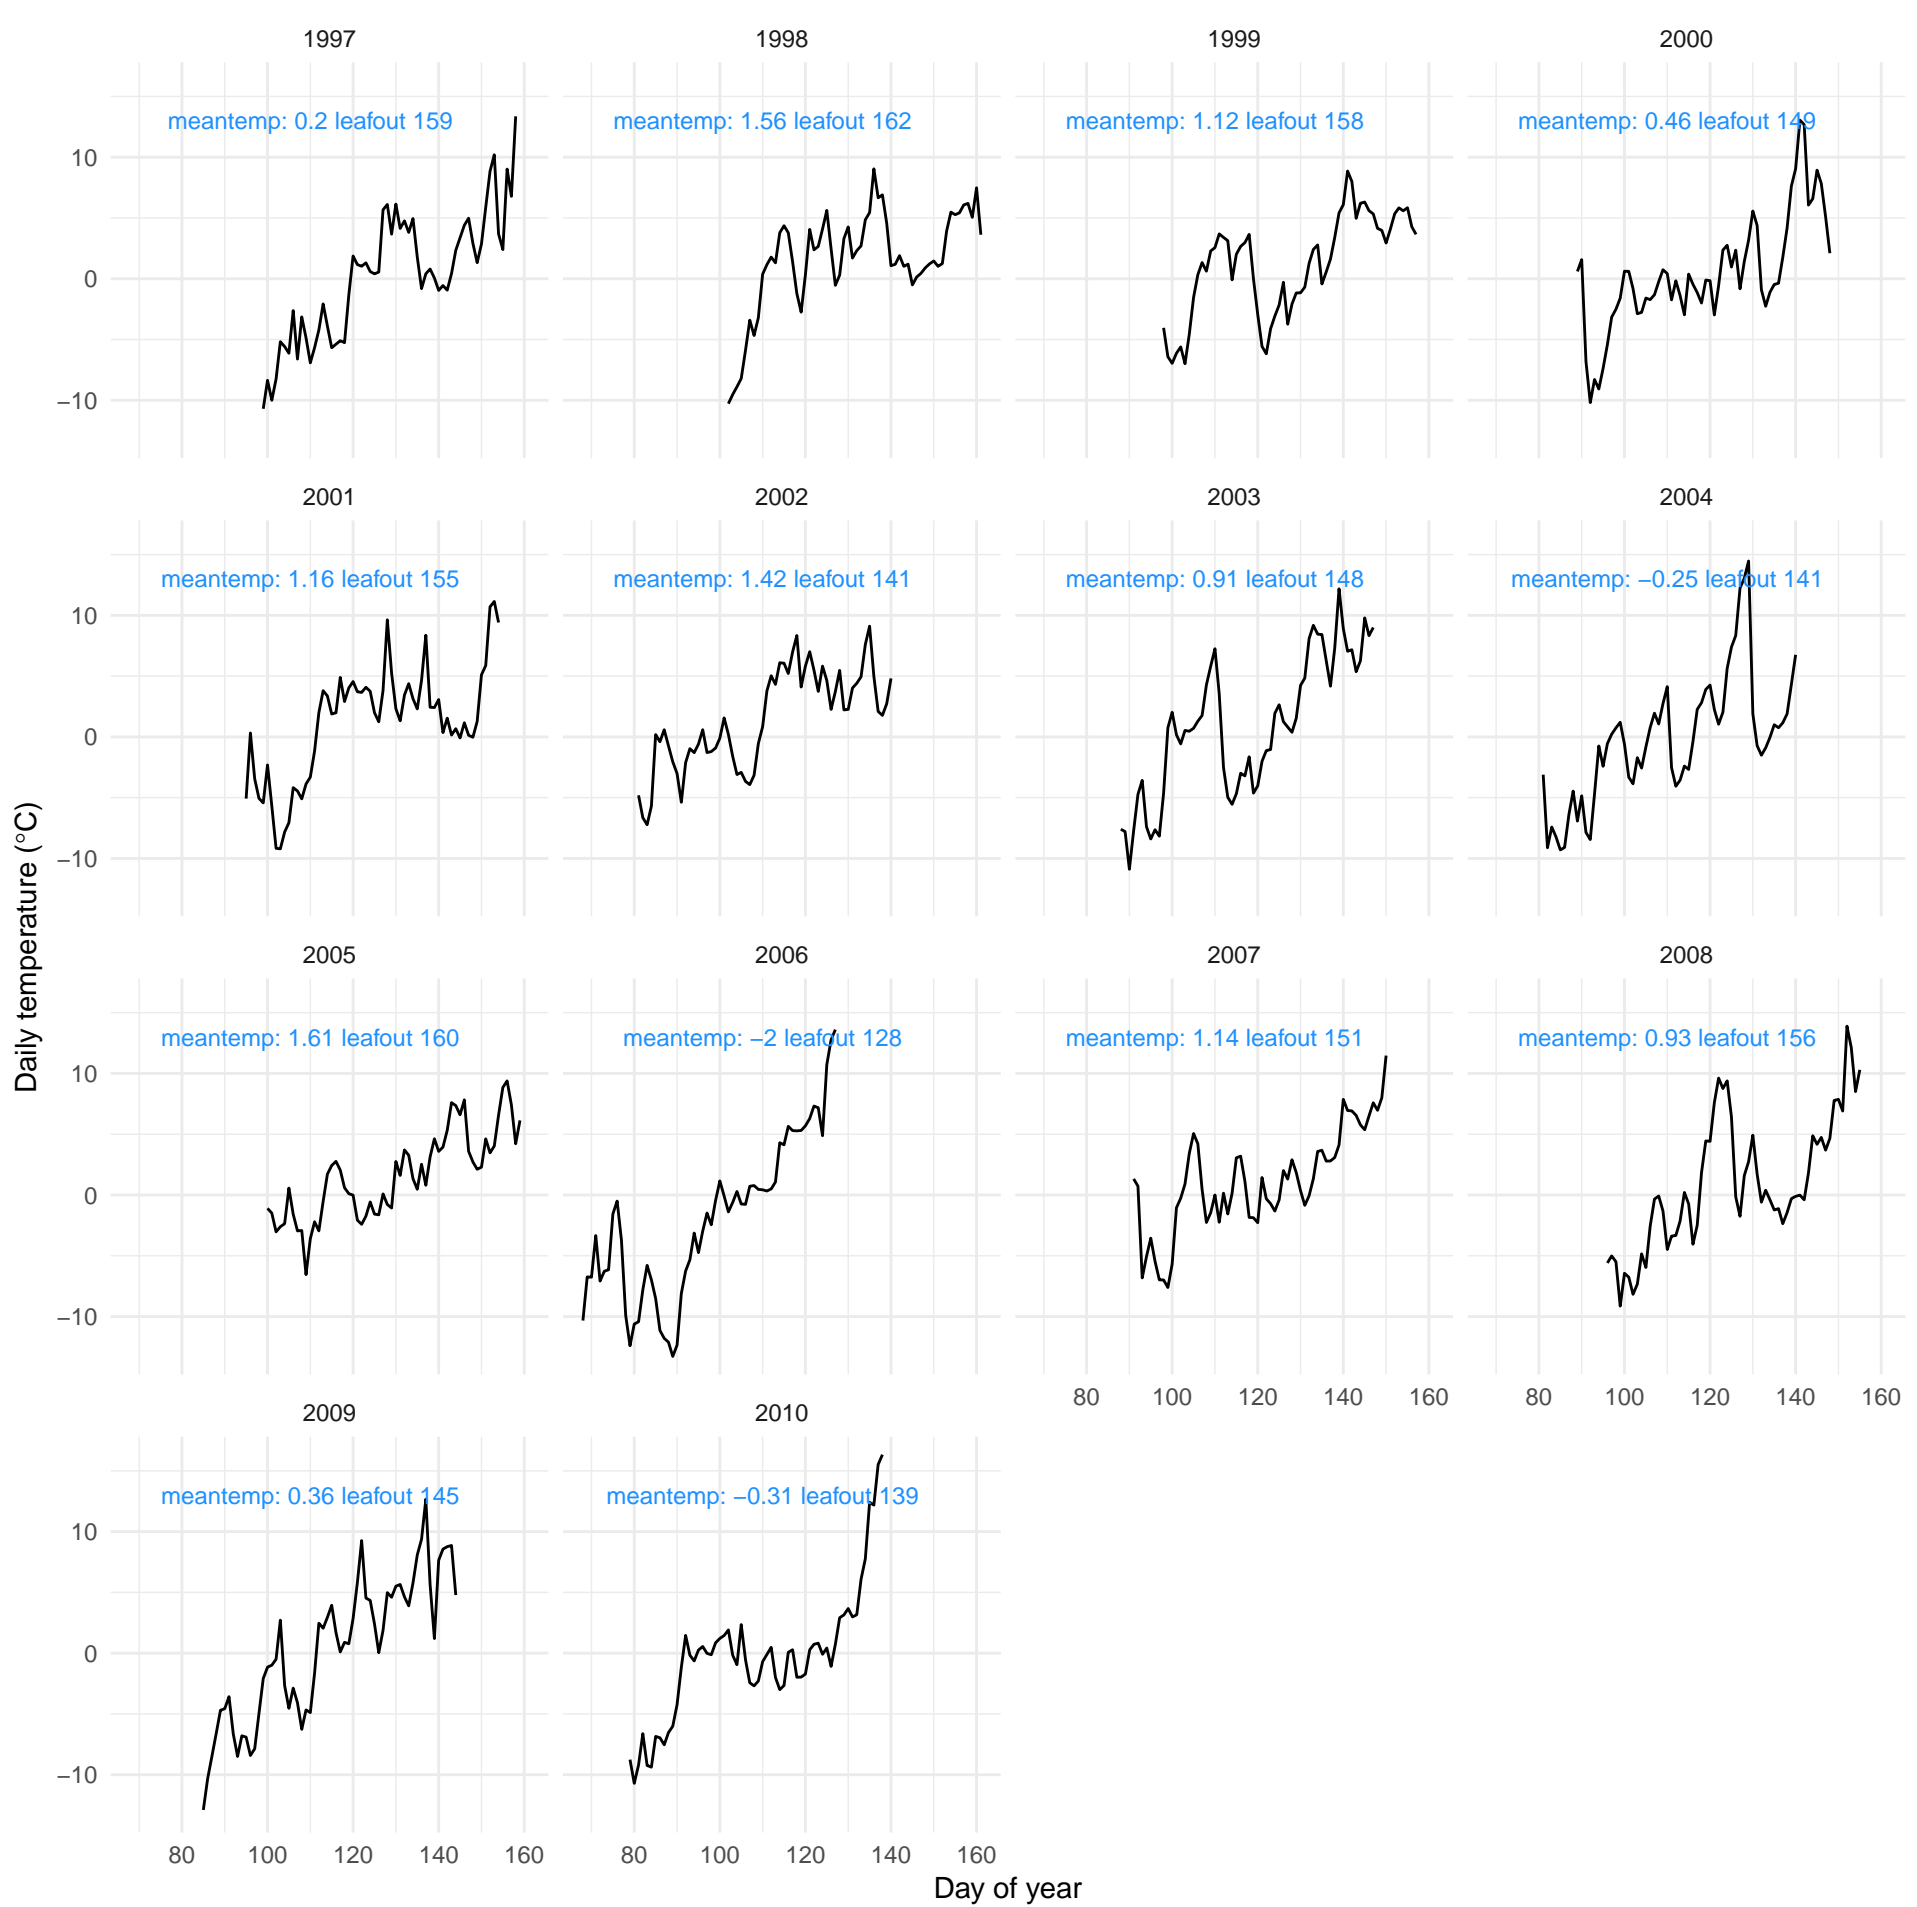 1997 1998 1999 2000
meantemp: 0.2 leafout 159 meantemp: 1.56 leafout 162 meantemp: 1.12 leafout 158 meantemp: 0.46 leafout 149
10
0
−10
2001 2002 2003 2004
meantemp: 1.16 leafout 155 meantemp: 1.42 leafout 141 meantemp: 0.91 leafout 148 meantemp: −0.25 leafout 141
10
0
−10
Daily temperature (°C)
2005 2006 2007 2008
meantemp: 1.61 leafout 160 meantemp: −2 leafout 128 meantemp: 1.14 leafout 151 meantemp: 0.93 leafout 156
10
0
−10
80 100 120 140 160 80 100 120 140 160
2009 2010
meantemp: 0.36 leafout 145 meantemp: −0.31 leafout 139
10
0
−10
80 100 120 140 160 80 100 120 140 160
Day of year